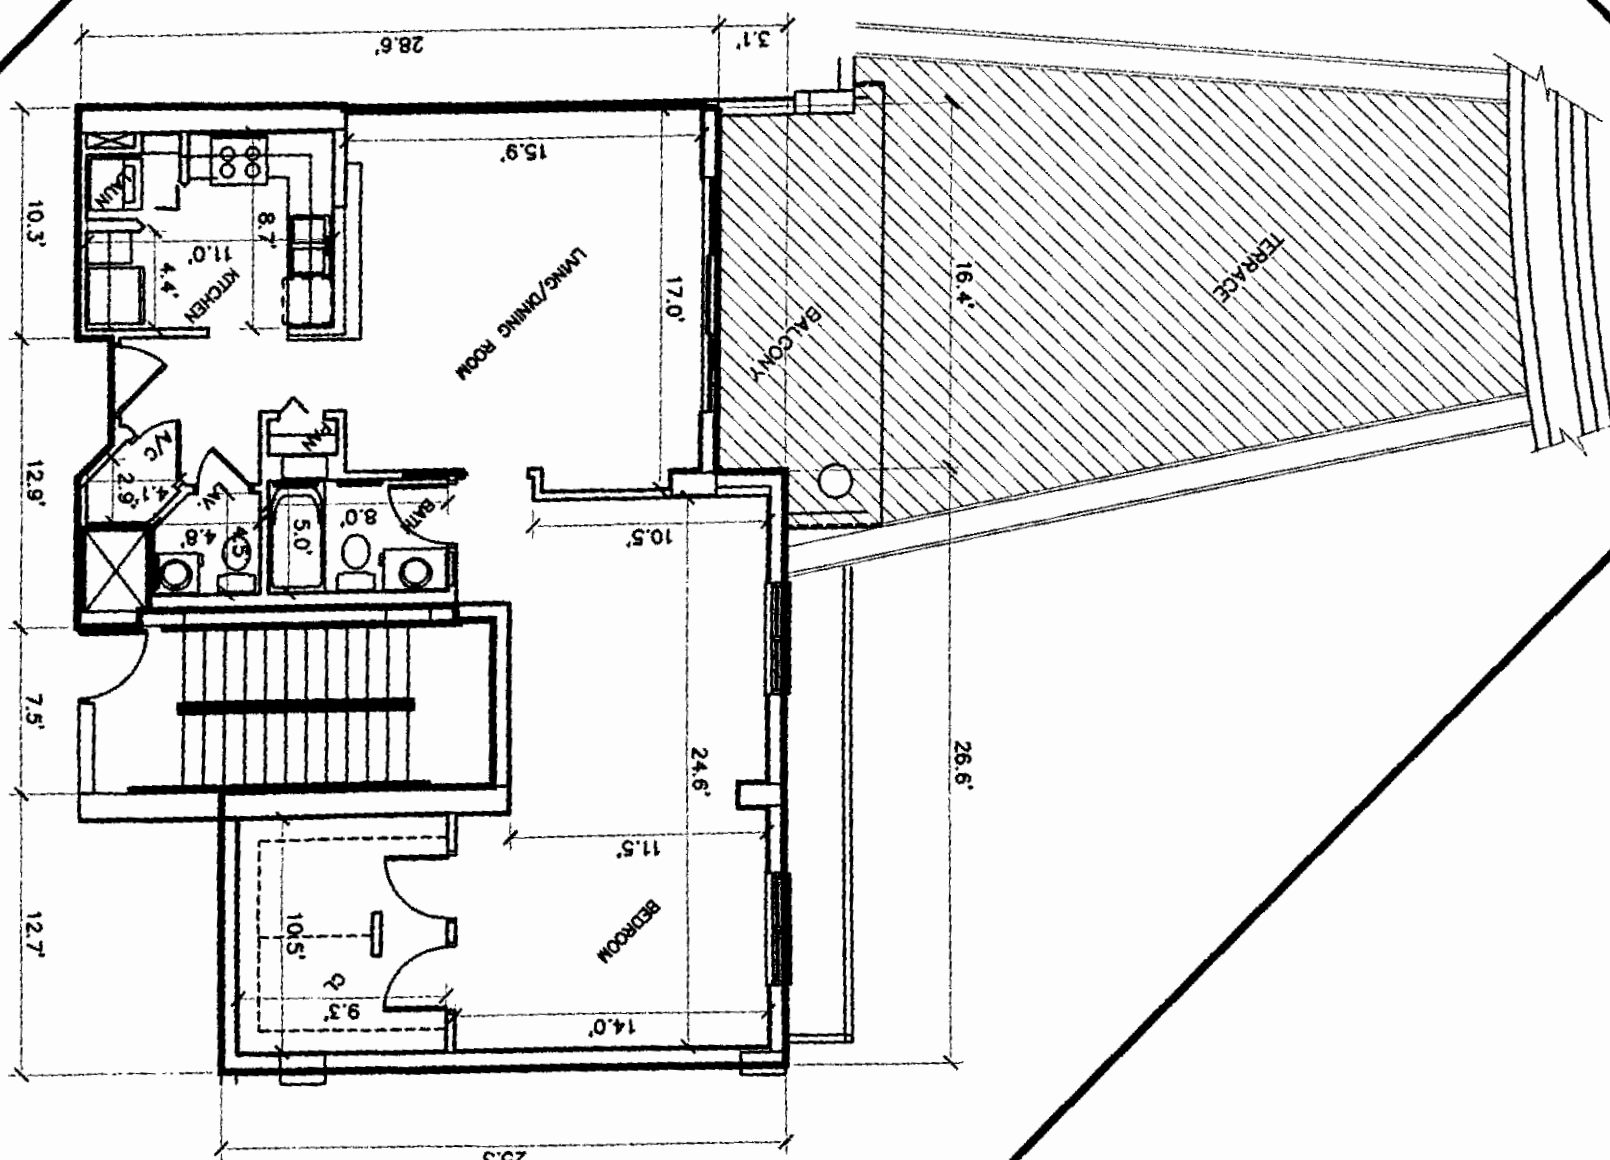 28.6'
3.1'
15.9'
10.3'
LAUN
8.7'
11.0'
4.4'
KITCHEN
LIVING/DINING ROOM
17.0'
BALCONY
16.4'
TERRACE
PAN
12.9'
2.9'
4.1'
LAV.
4.8'
4.5'
5.0'
8.0'
BATH
10.5'
7.5'
24.6'
26.6'
11.5'
12.7'
10.5'
BEDROOM
9.3'
14.0'